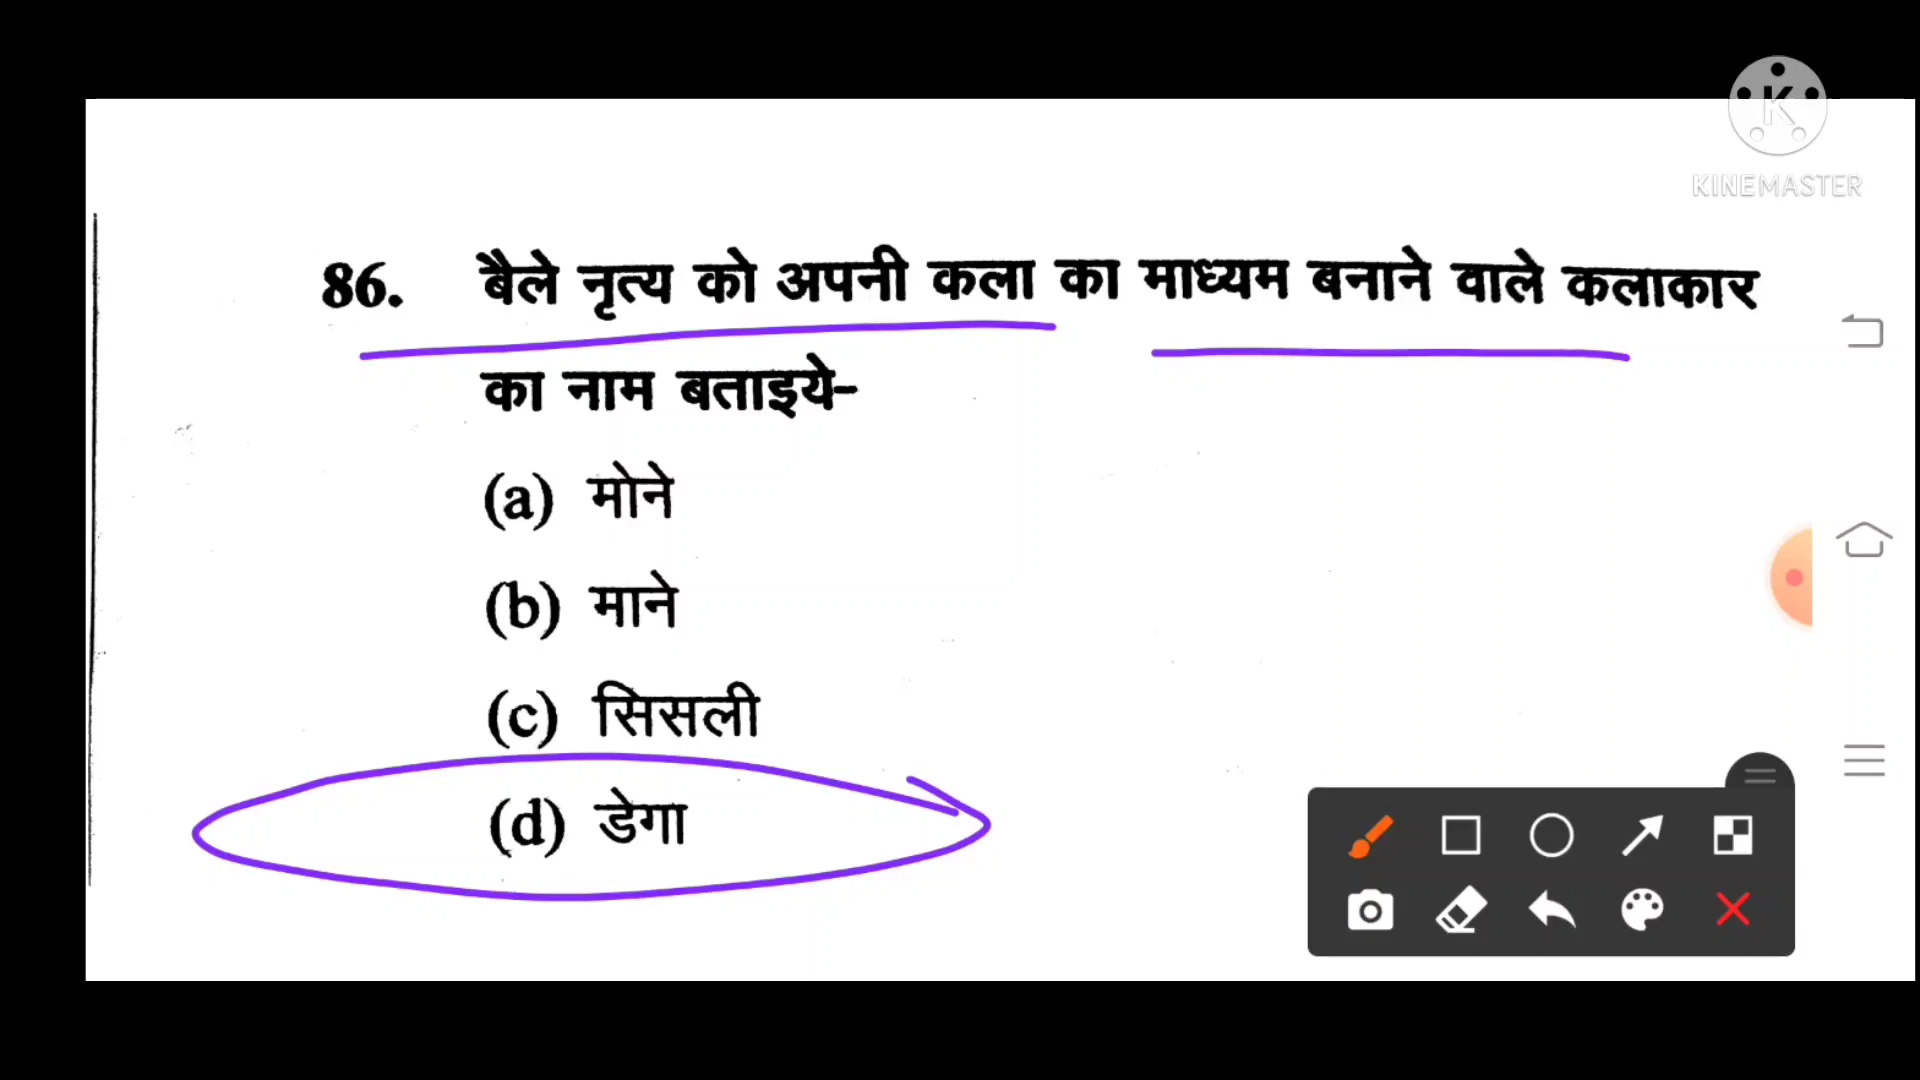 K
KINEMASTER
86. बैले नृत्य को अपनी कला का माध्यम बनाने वाले कलाकार
का नाम बताइये-
(a) मोने
(b) माने
(c) सिसली
(d) डेगा